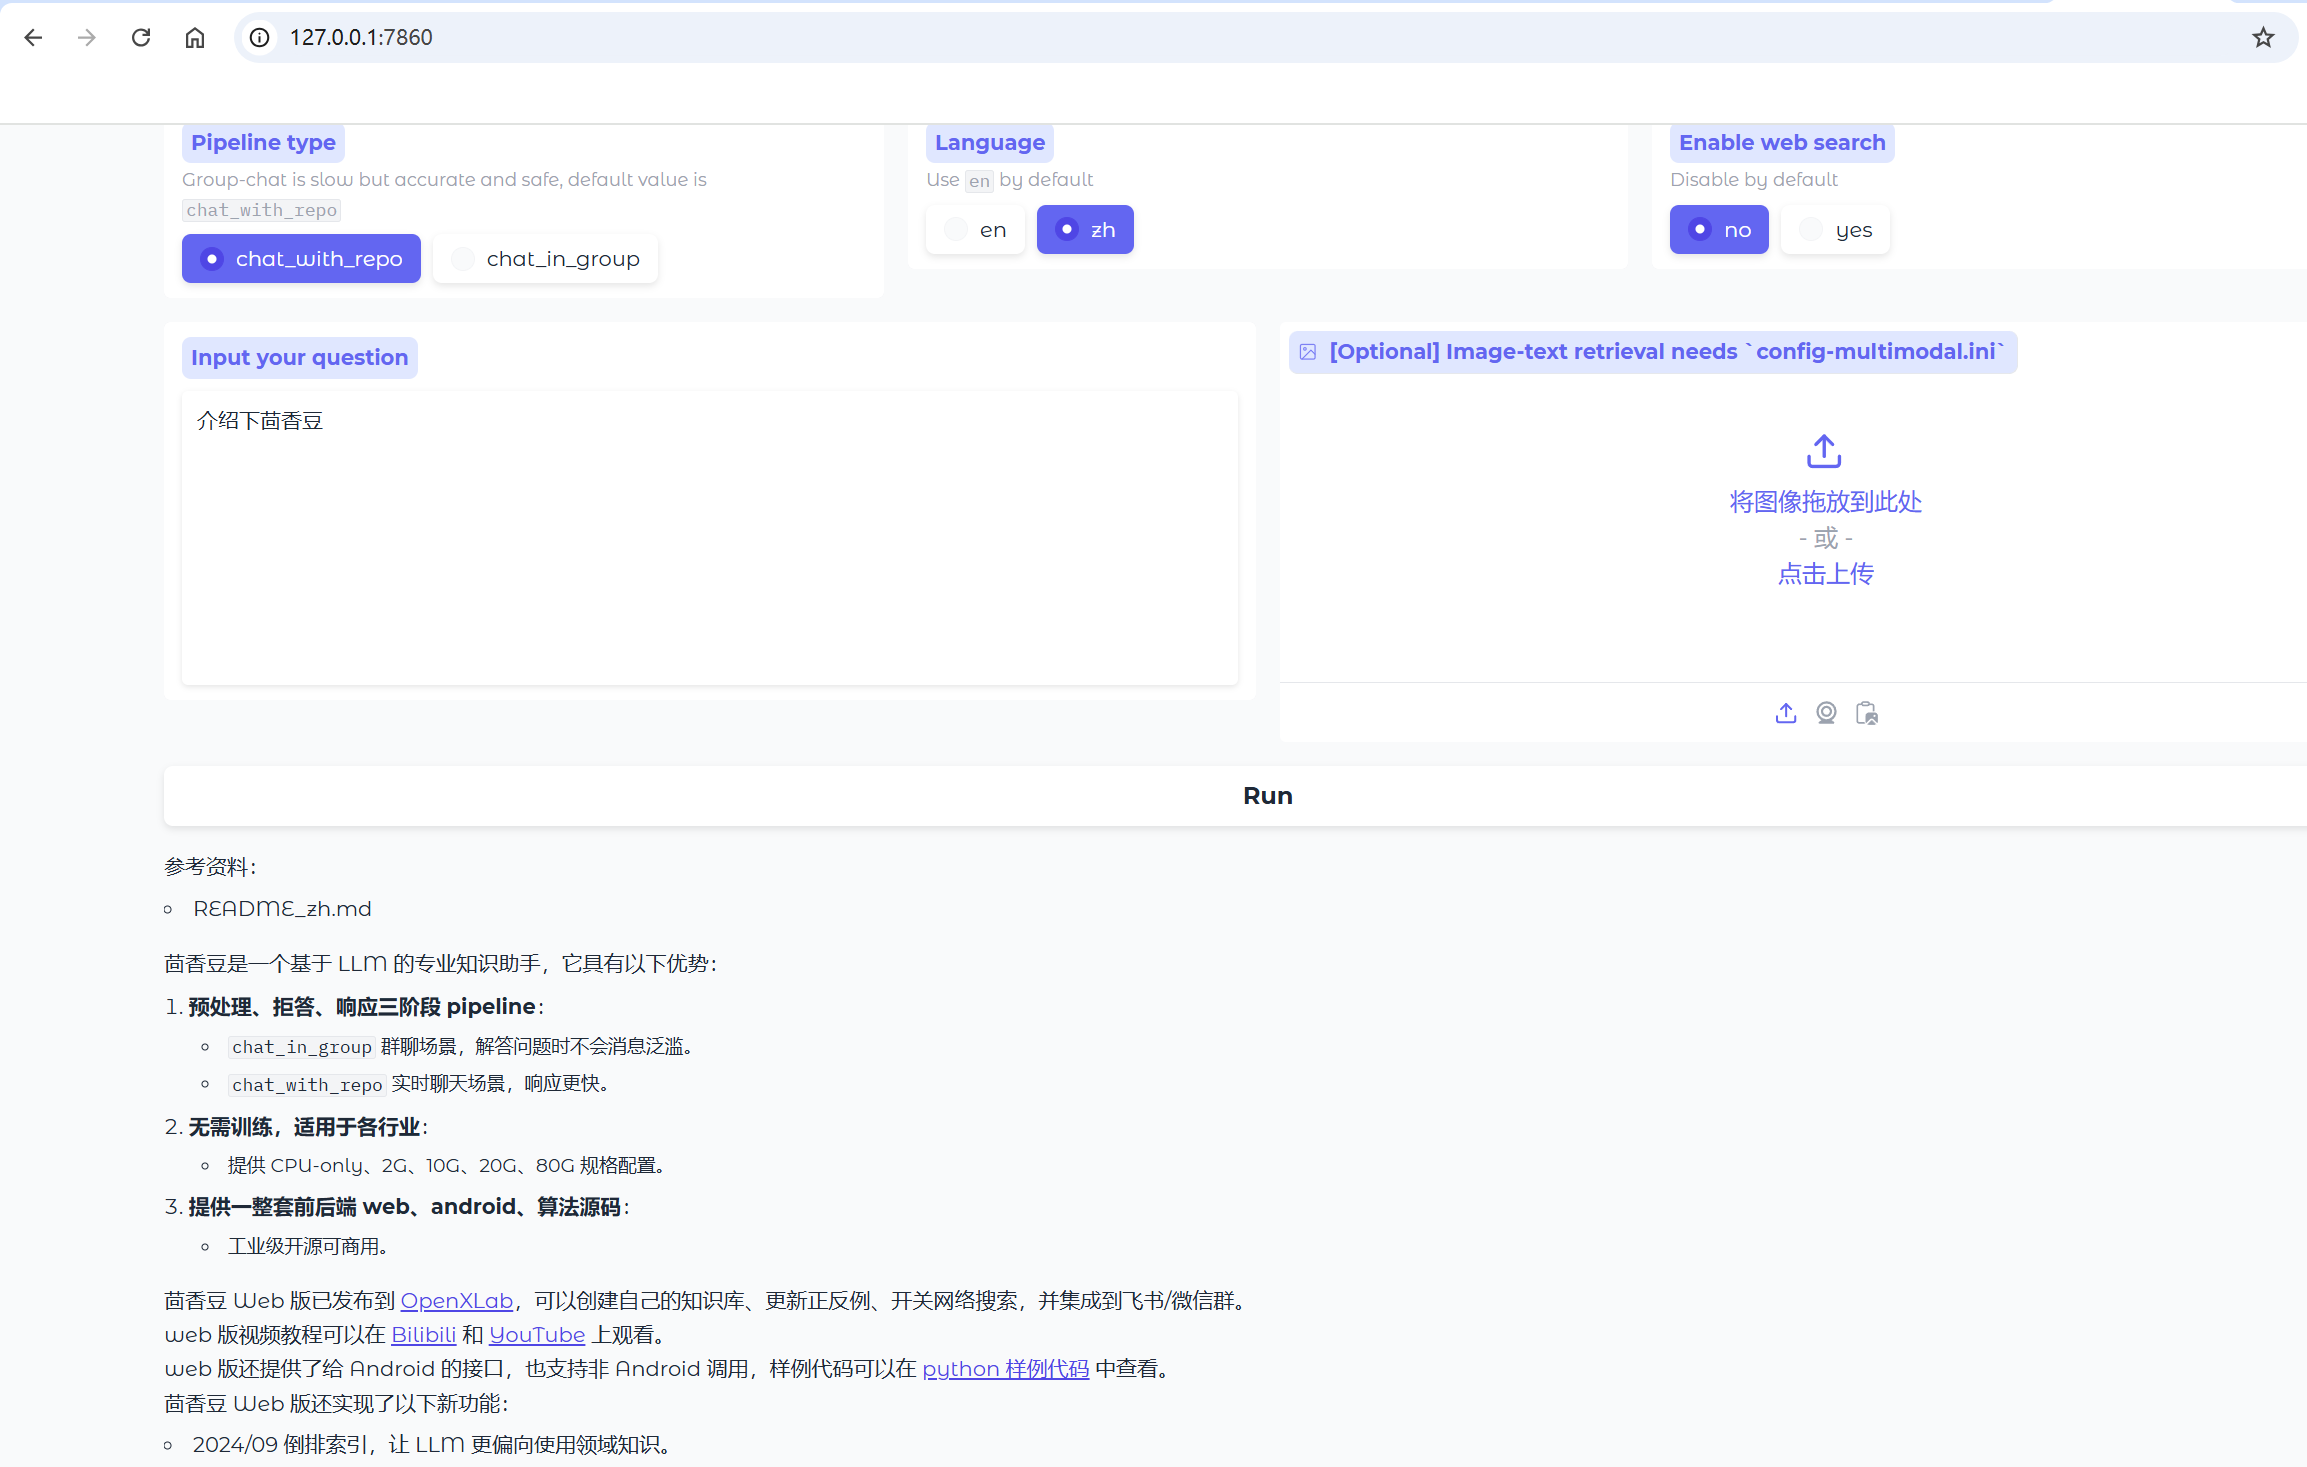 127.0.0.1:7860
Pipeline type
Group-chat is slow but accurate and safe, default value is
chat_with_repo
chat_with_repo
chat_in_group
Language
Use en by default
en
zh
Enable web search
Disable by default
no
yes
Input your question
介绍下茴香豆
[Optional] Image-text retrieval needs `config-multimodal.ini`
将图像拖放到此处
- 或 -
点击上传
Run
参考资料：
README_zh.md
茴香豆是一个基于 LLM 的专业知识助手，它具有以下优势：
1. 预处理、拒答、响应三阶段 pipeline：
chat_in_group 群聊场景，解答问题时不会消息泛滥。
chat_with_repo 实时聊天场景，响应更快。
2. 无需训练，适用于各行业：
提供 CPU-only、2G、10G、20G、80G 规格配置。
3. 提供一整套前后端 web、android、算法源码：
工业级开源可商用。
茴香豆 Web 版已发布到 OpenXLab，可以创建自己的知识库、更新正反例、开关网络搜索，并集成到飞书/微信群。
web 版视频教程可以在 Bilibili 和 YouTube 上观看。
web 版还提供了给 Android 的接口，也支持非 Android 调用，样例代码可以在 python 样例代码 中查看。
茴香豆 Web 版还实现了以下新功能：
2024/09 倒排索引，让 LLM 更偏向使用领域知识。